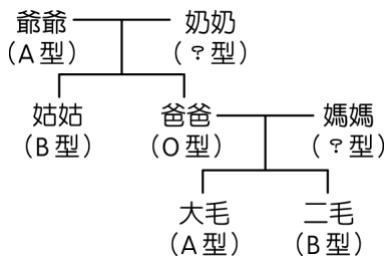 爺爺 奶奶
(A型) (?型)
姑姑 爸爸 媽媽
(B型) (O型) (?型)
大毛 二毛
(A型) (B型)